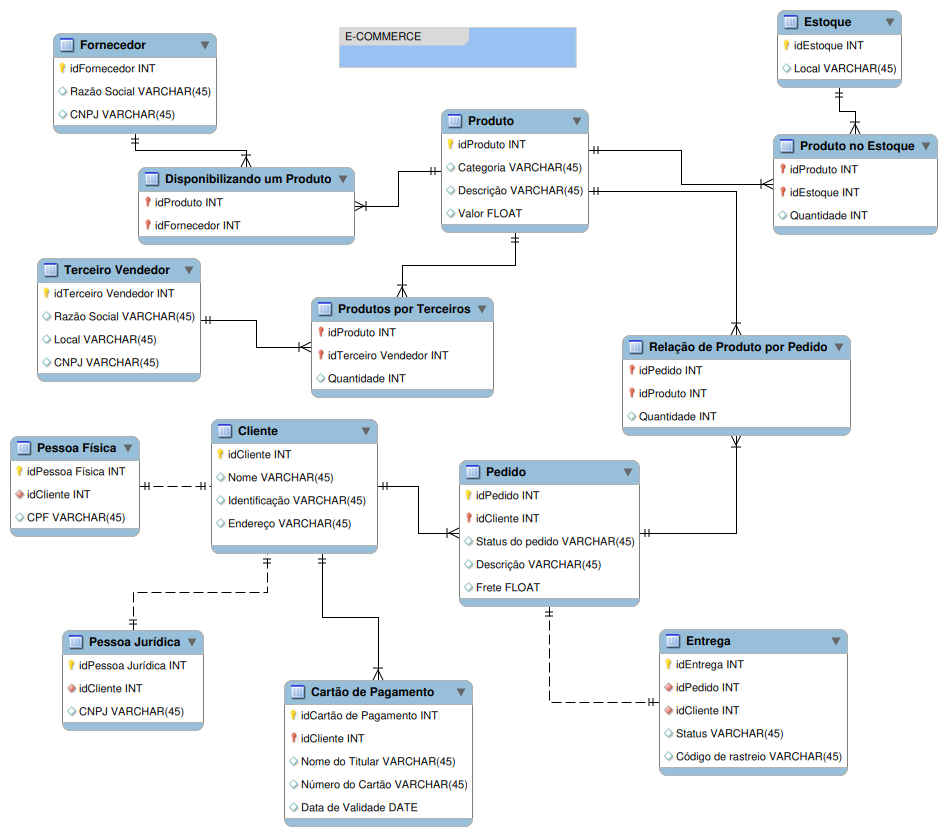 E-COMMERCE
Estoque
idEstoque INT
Local VARCHAR(45)
Fornecedor
idFornecedor INT
Razão Social VARCHAR(45)
CNPJ VARCHAR(45)
Produto
idProduto INT
Categoria VARCHAR(45)
Descrição VARCHAR(45)
Valor FLOAT
Produto no Estoque
idProduto INT
idEstoque INT
Quantidade INT
Disponibilizando um Produto
idProduto INT
idFornecedor INT
Terceiro Vendedor
idTerceiro Vendedor INT
Razão Social VARCHAR(45)
Local VARCHAR(45)
CNPJ VARCHAR(45)
Produtos por Terceiros
idProduto INT
idTerceiro Vendedor INT
Quantidade INT
Relação de Produto por Pedido
idPedido INT
idProduto INT
Quantidade INT
Pessoa Física
idPessoa Física INT
idCliente INT
CPF VARCHAR(45)
Cliente
idCliente INT
Nome VARCHAR(45)
Identificação VARCHAR(45)
Endereço VARCHAR(45)
Pedido
idPedido INT
idCliente INT
Status do pedido VARCHAR(45)
Descrição VARCHAR(45)
Frete FLOAT
Pessoa Jurídica
idPessoa Jurídica INT
idCliente INT
CNPJ VARCHAR(45)
Cartão de Pagamento
idCartão de Pagamento INT
idCliente INT
Nome do Titular VARCHAR(45)
Número do Cartão VARCHAR(45)
Data de Validade DATE
Entrega
idEntrega INT
idPedido INT
idCliente INT
Status VARCHAR(45)
Código de rastreio VARCHAR(45)